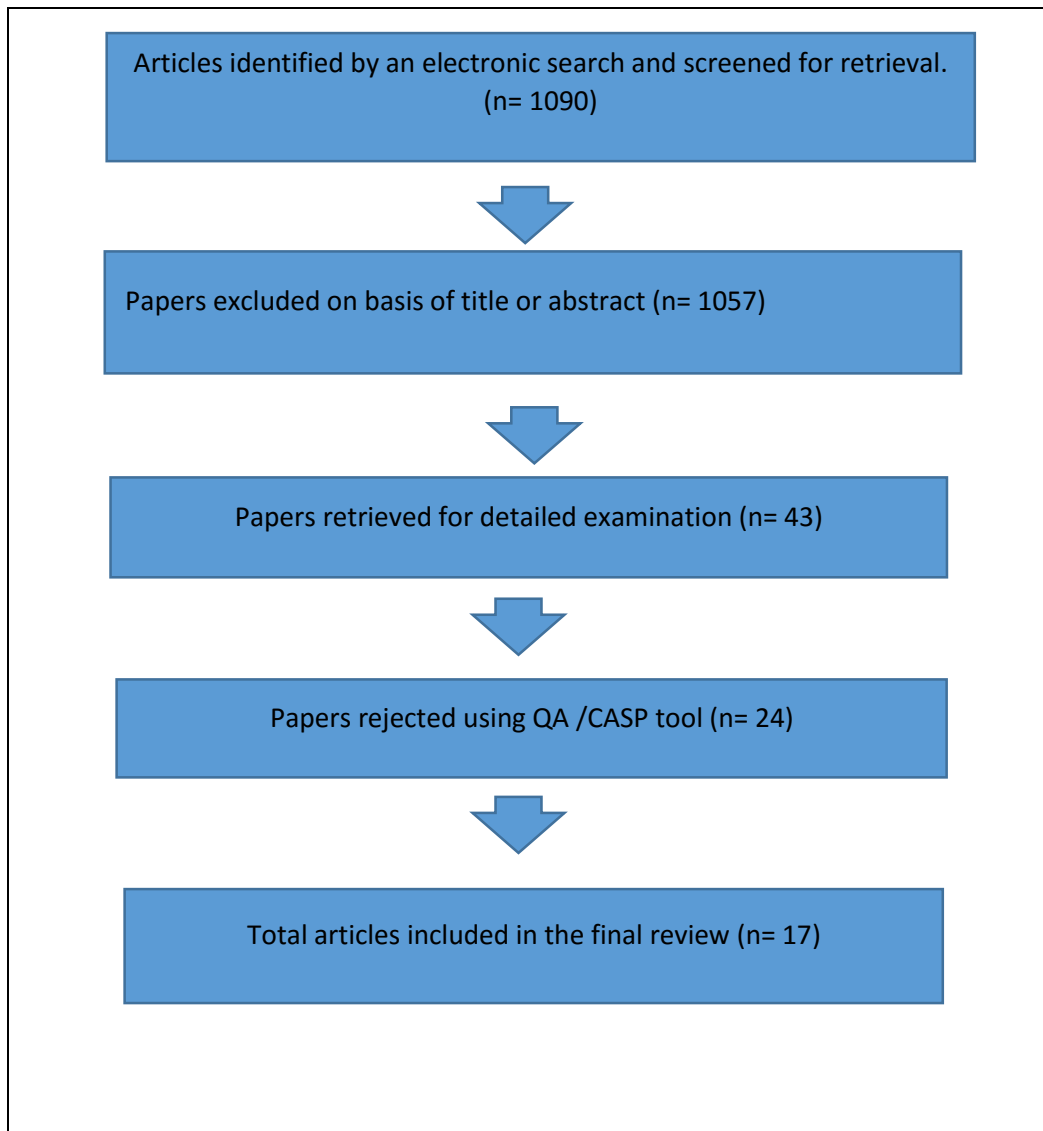 Articles identified by an electronic search and screened for retrieval.
(n= 1090)
Papers excluded on basis of title or abstract (n= 1057)
Papers retrieved for detailed examination (n= 43)
Papers rejected using QA /CASP tool (n= 24)
Total articles included in the final review (n= 17)